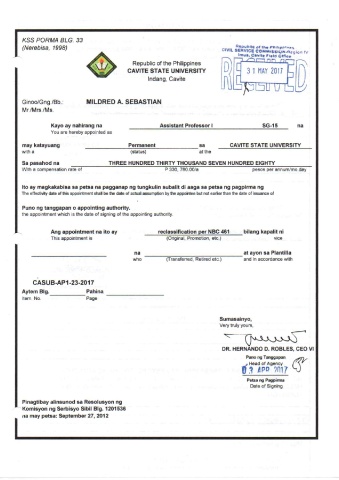 KSS PORMA BLG. 33
(Narebisa, 1998)
Republic of the Philippines
CAVITE STATE UNIVERSITY
Indang, Cavite
Republic of the Philippines
CIVIL SERVICE COMMISSION-Region IV
Imus, Cavite Field Office
31 MAY 2017
RECEIVED
Ginoo/Gng./Bb. MILDRED A. SEBASTIAN
Mr./Mrs./Ms.
Kayo ay nahirang na Assistant Professor I SG-15 na
You are hereby appointed as
may katayuang Permanent sa CAVITE STATE UNIVERSITY
with a (status) at the
Sa pasahod na THREE HUNDRED THIRTY THOUSAND SEVEN HUNDRED EIGHTY
With a compensation rate of P 330, 780.00/a pesos per annum/mo day
Ito ay magkakabisa sa petsa na pagganap ng tungkulin subalit di aaga sa petsa ng pagpirma ng
The effectivity date of this appointment shall be the date of actual assumption by the appointee but not earlier than the date of issuance of
Puno ng tanggapan o appointing authority.
the appointment which is the date of signing of the appointing authority.
Ang appointment na ito ay reclassification per NBC 461 bilang kapalit ni
This appointment is (Original, Promotion, etc.) vice
na at ayon sa Plantilla
who (Transferred, Retired etc.) and in accordance with
CASUB-AP1-23-2017
Aytem Blg. Pahina
Item No. Page
Sumasainyo,
Very truly yours,
DR. HERNANDO D. ROBLES, CEO VI
Puno ng Tanggapan
Head of Agency
03 APR 2017
Petsa ng Pagpirma
Date of Signing
Pinagtibay alinsunod sa Resolusyon ng
Komisyon ng Serbisyo Sibil Blg. 1201536
na may petsa: September 27, 2012